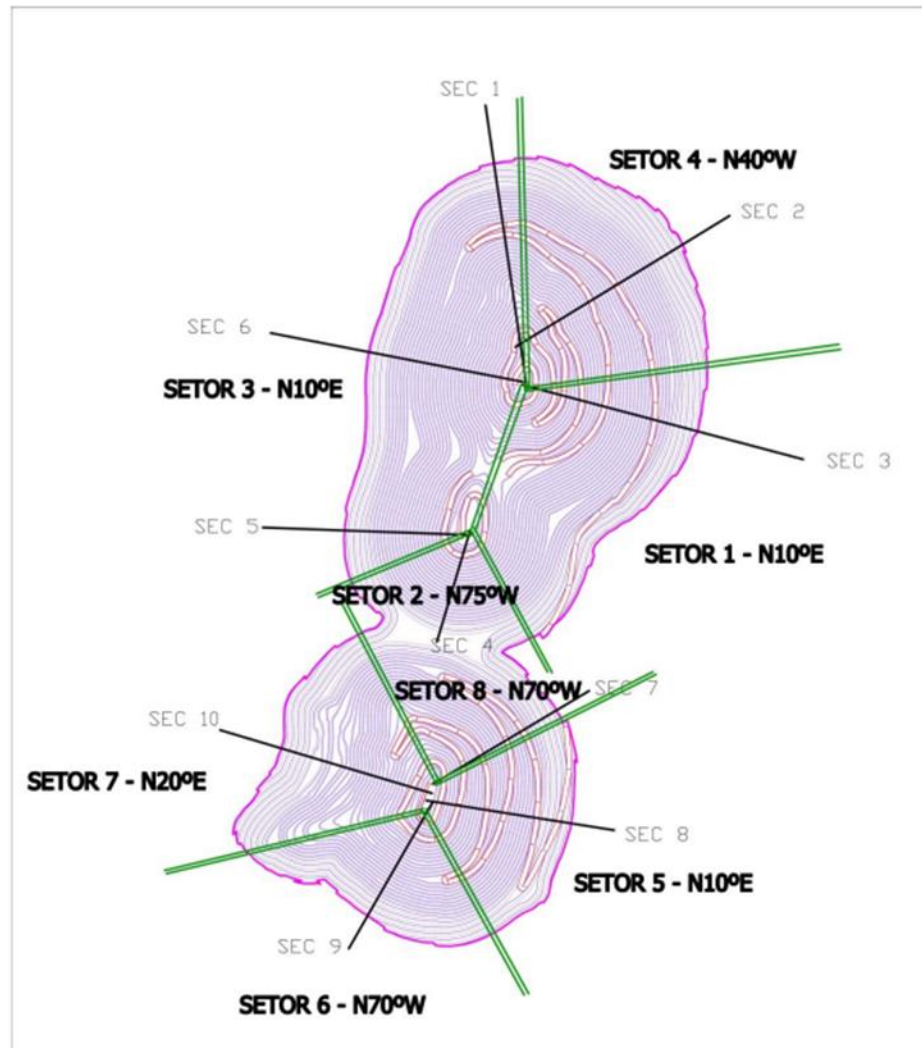 SEC 1
SETOR 4 - N40ºW
SEC 2
SEC 6
SETOR 3 - N10ºE
SEC 3
SEC 5
SETOR 1 - N10ºE
SETOR 2 - N75ºW
SEC 4
SETOR 8 - N70ºW
SEC 7
SEC 10
SETOR 7 - N20ºE
SEC 8
SETOR 5 - N10ºE
SEC 9
SETOR 6 - N70ºW